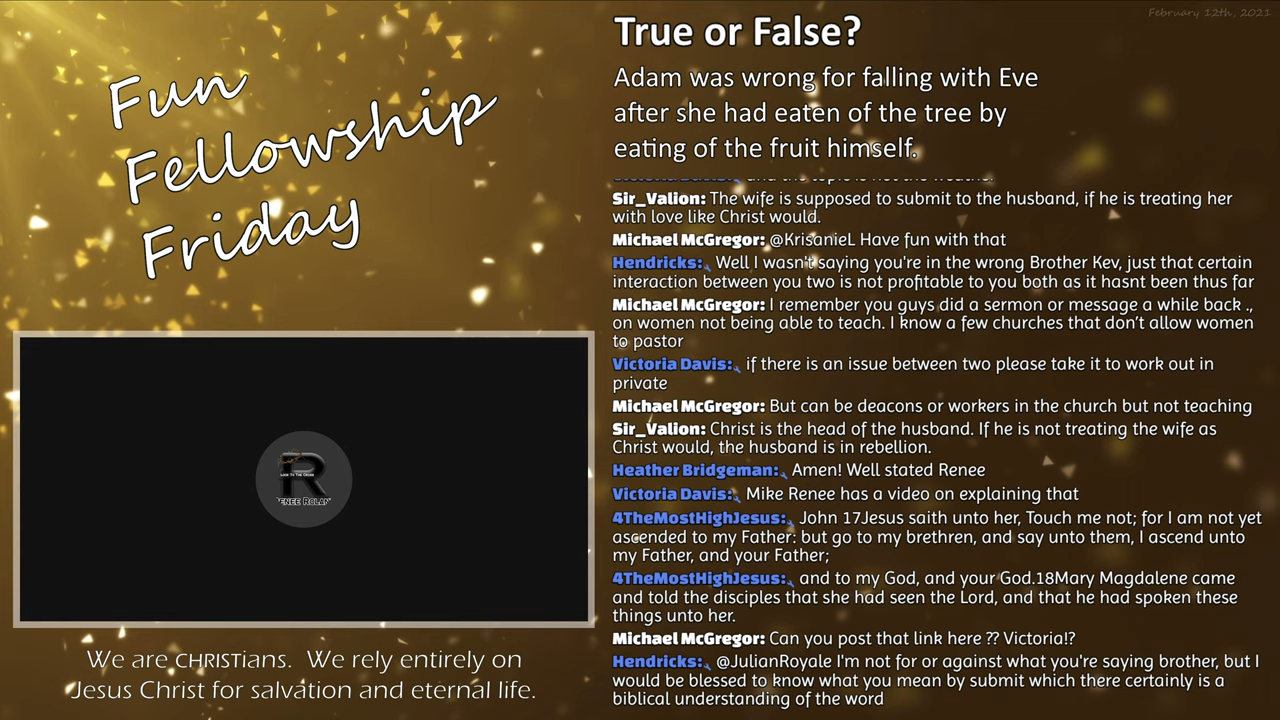 February 12th, 2021
Fun
Fellowship
Friday
True or False?
Adam was wrong for falling with Eve
after she had eaten of the tree by
eating of the fruit himself.
Sir_Valion: The wife is supposed to submit to the husband, if he is treating her
with love like Christ would.
Michael McGregor: @KrisanieL Have fun with that
Hendricks: Well I wasn't saying you're in the wrong Brother Kev, just that certain
interaction between you two is not profitable to you both as it hasnt been thus far
Michael McGregor: I remember you guys did a sermon or message a while back .,
on women not being able to teach. I know a few churches that don't allow women
to pastor
Victoria Davis: if there is an issue between two please take it to work out in
private
Michael McGregor: But can be deacons or workers in the church but not teaching
Sir_Valion: Christ is the head of the husband. If he is not treating the wife as
Christ would, the husband is in rebellion.
Heather Bridgeman: Amen! Well stated Renee
Victoria Davis: Mike Renee has a video on explaining that
4TheMostHighJesus: John 17Jesus saith unto her, Touch me not; for I am not yet
ascended to my Father: but go to my brethren, and say unto them, I ascend unto
my Father, and your Father;
4TheMostHighJesus: and to my God, and your God.18Mary Magdalene came
and told the disciples that she had seen the Lord, and that he had spoken these
things unto her.
Michael McGregor: Can you post that link here ?? Victoria!?
Hendricks: @JulianRoyale I'm not for or against what you're saying brother, but I
would be blessed to know what you mean by submit which there certainly is a
biblical understanding of the word
R
LOOK TO THE CROSS
We are CHRISTians. We rely entirely on
Jesus Christ for salvation and eternal life.